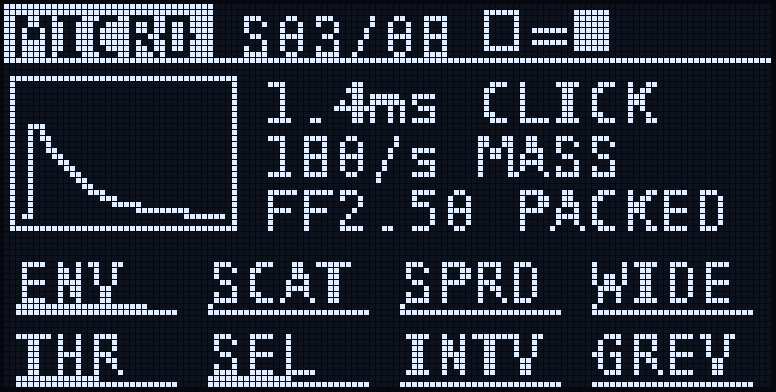 MICRO S03/08 □=■
1.4ms CLICK
100/s MASS
FF2.50 PACKED
ENV SCAT SPRD WIDE
THR SEL INTV GREY